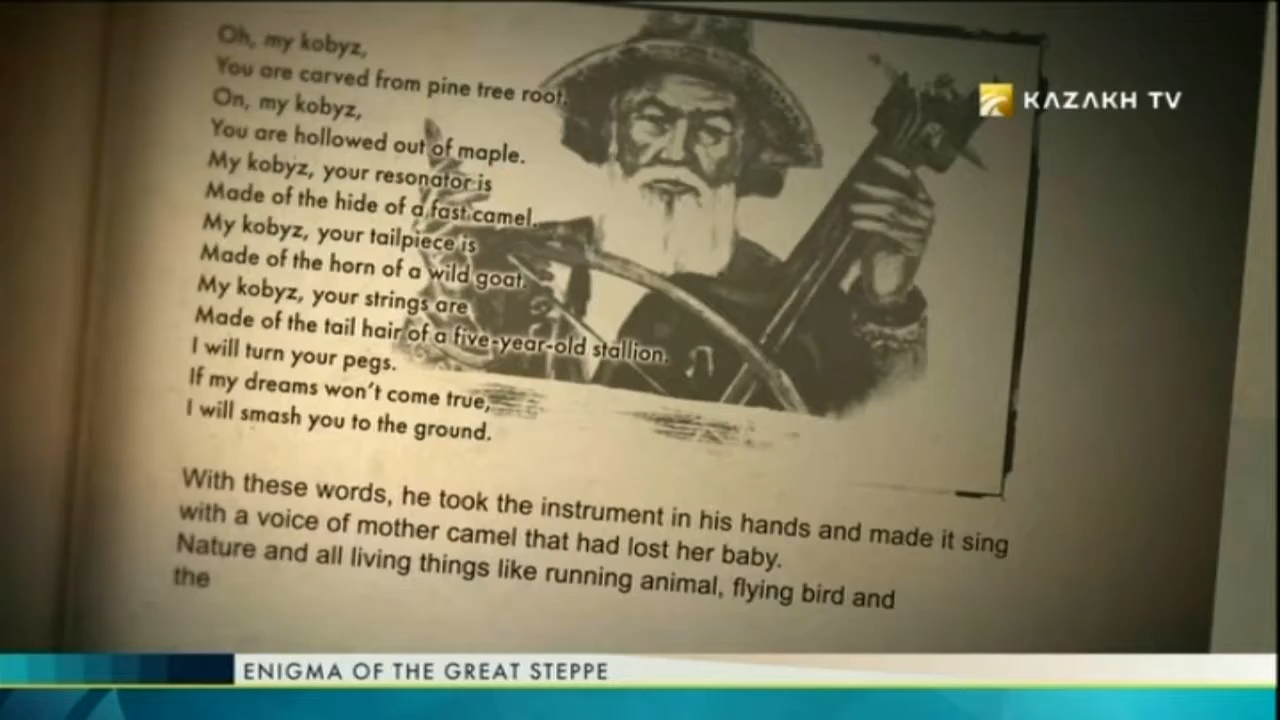 Oh, my kobyz,
You are carved from pine tree root.
On, my kobyz,
You are hollowed out of maple.
My kobyz, your resonator is
Made of the hide of a fast camel.
My kobyz, your tailpiece is
Made of the horn of a wild goat.
My kobyz, your strings are
Made of the tail hair of a five-year-old stallion.
I will turn your pegs.
If my dreams won't come true,
I will smash you to the ground.
With these words, he took the instrument in his hands and made it sing
with a voice of mother camel that had lost her baby.
Nature and all living things like running animal, flying bird and
the
KAZAKH TV
ENIGMA OF THE GREAT STEPPE